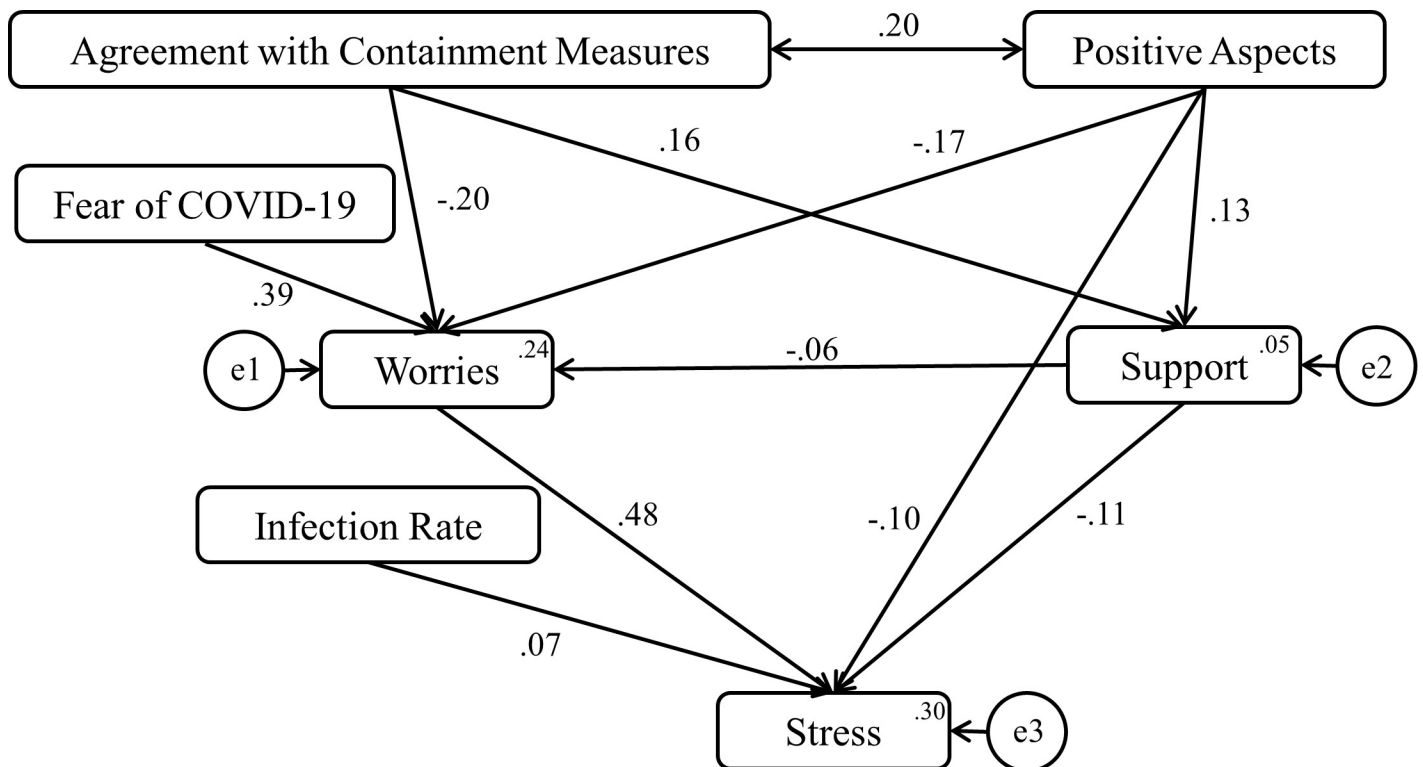 Agreement with Containment Measures
.20
Positive Aspects
.16
-.17
Fear of COVID-19
-.20
.13
.39
e1
Worries
.24
-.06
Support
.05
e2
Infection Rate
.48
-.10
-.11
.07
Stress
.30
e3